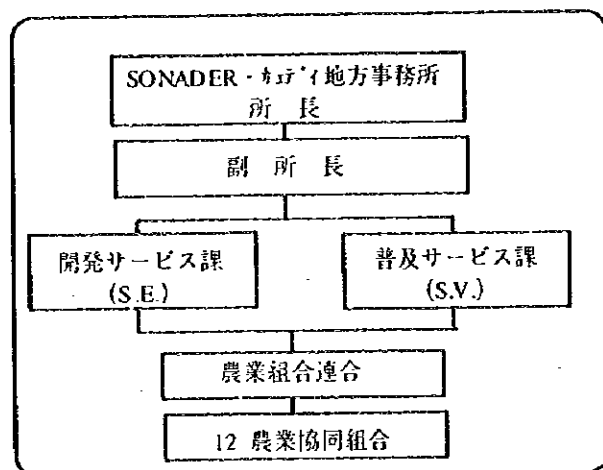 SONADER・カエディ地方事務所
所 長
副 所 長
開発サービス課
(S.E.)
普及サービス課
(S.V.)
農業組合連合
12 農業協同組合